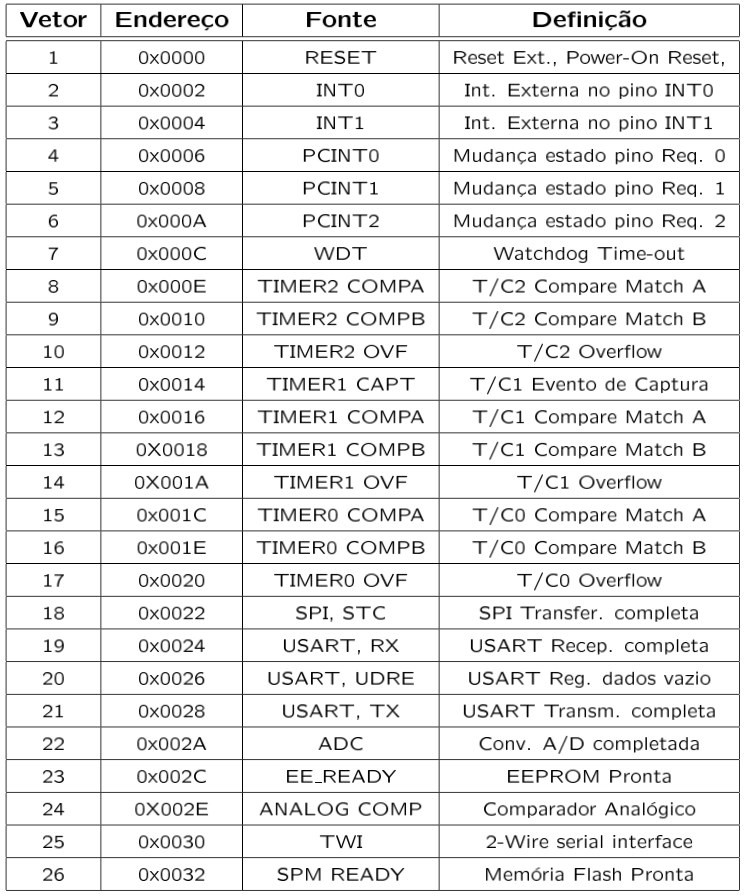 Vetor Endereço Fonte Definição
1 0x0000 RESET Reset Ext., Power-On Reset,
2 0x0002 INT0 Int. Externa no pino INT0
3 0x0004 INT1 Int. Externa no pino INT1
4 0x0006 PCINT0 Mudança estado pino Req. 0
5 0x0008 PCINT1 Mudança estado pino Req. 1
6 0x000A PCINT2 Mudança estado pino Req. 2
7 0x000C WDT Watchdog Time-out
8 0x000E TIMER2 COMPA T/C2 Compare Match A
9 0x0010 TIMER2 COMPB T/C2 Compare Match B
10 0x0012 TIMER2 OVF T/C2 Overflow
11 0x0014 TIMER1 CAPT T/C1 Evento de Captura
12 0x0016 TIMER1 COMPA T/C1 Compare Match A
13 0X0018 TIMER1 COMPB T/C1 Compare Match B
14 0X001A TIMER1 OVF T/C1 Overflow
15 0x001C TIMER0 COMPA T/C0 Compare Match A
16 0x001E TIMER0 COMPB T/C0 Compare Match B
17 0x0020 TIMER0 OVF T/C0 Overflow
18 0x0022 SPI, STC SPI Transfer. completa
19 0x0024 USART, RX USART Recep. completa
20 0x0026 USART, UDRE USART Reg. dados vazio
21 0x0028 USART, TX USART Transm. completa
22 0x002A ADC Conv. A/D completada
23 0x002C EE_READY EEPROM Pronta
24 0X002E ANALOG COMP Comparador Analógico
25 0x0030 TWI 2-Wire serial interface
26 0x0032 SPM READY Memória Flash Pronta